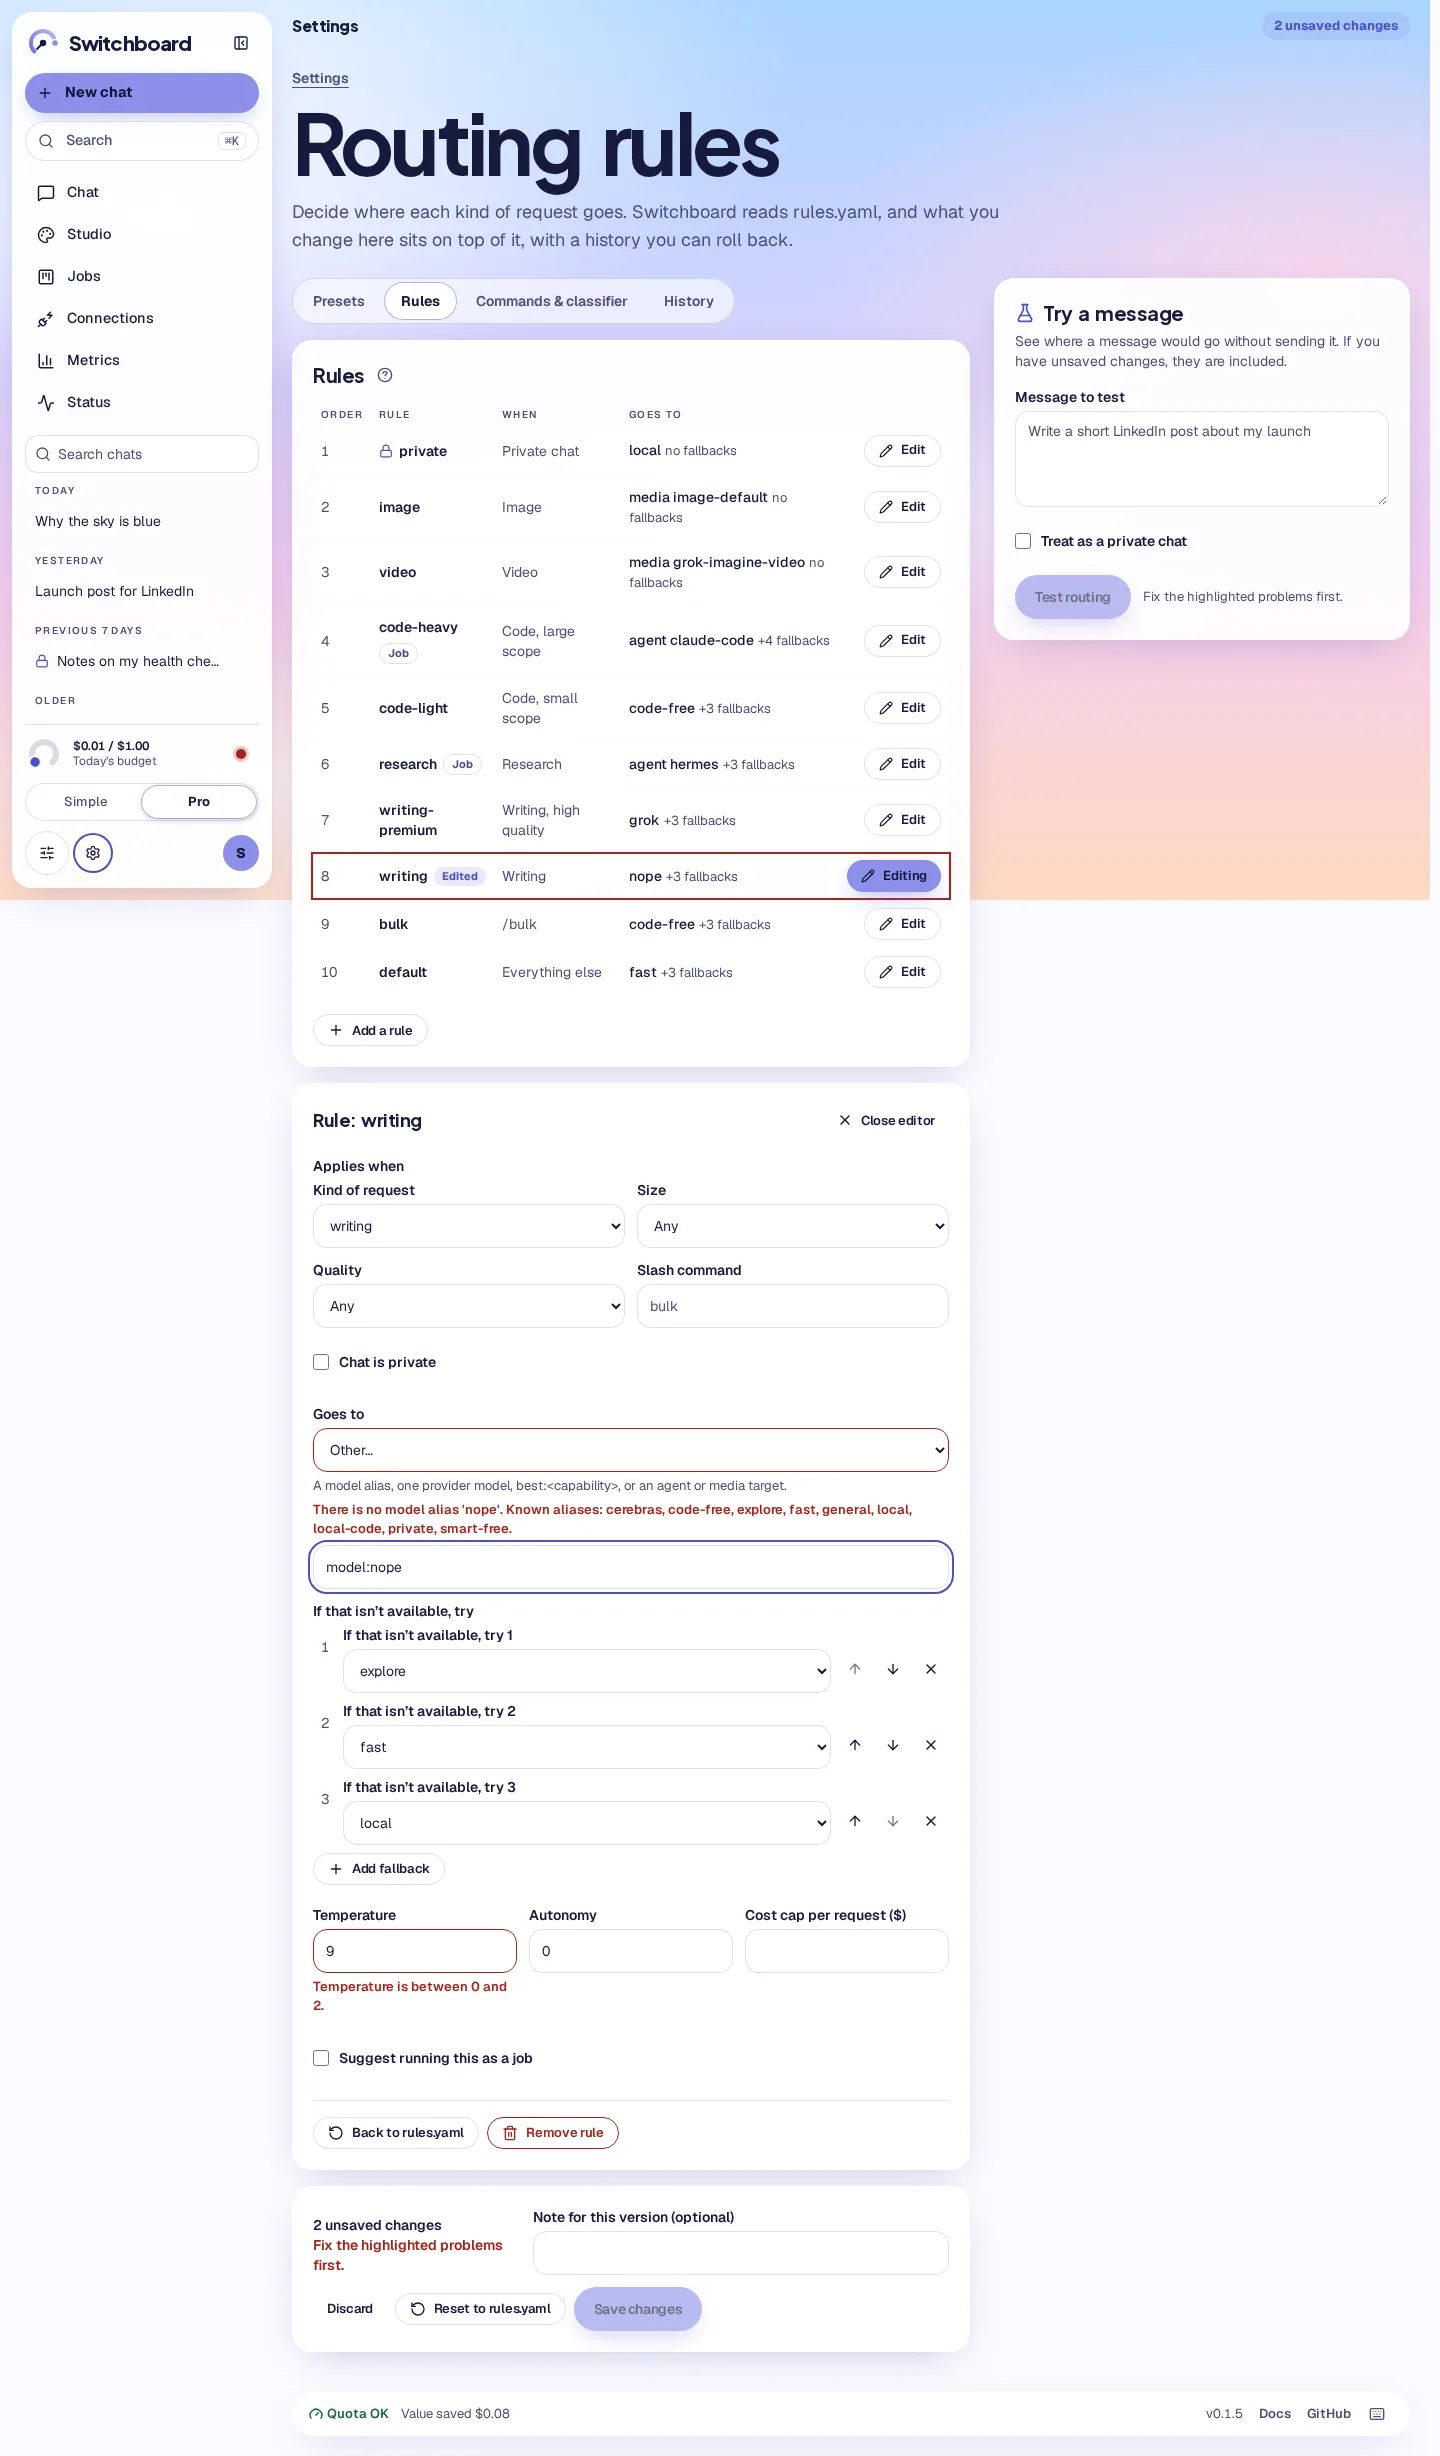 Switchboard
New chat
Search
⌘K
Chat
Studio
Jobs
Connections
Metrics
Status
Search chats
TODAY
Why the sky is blue
YESTERDAY
Launch post for LinkedIn
PREVIOUS 7 DAYS
Notes on my health che...
OLDER
$0.01 / $1.00
Today's budget
Simple
Pro
S
Settings
2 unsaved changes
Settings
Routing rules
Decide where each kind of request goes. Switchboard reads rules.yaml, and what you
change here sits on top of it, with a history you can roll back.
Presets
Rules
Commands & classifier
History
Rules
ORDER RULE WHEN GOES TO
1 private Private chat local no fallbacks Edit
2 image Image media image-default no
fallbacks Edit
3 video Video media grok-imagine-video no
fallbacks Edit
4 code-heavy Job Code, large
scope agent claude-code +4 fallbacks Edit
5 code-light Code, small
scope code-free +3 fallbacks Edit
6 research Job Research agent hermes +3 fallbacks Edit
7 writing-
premium Writing, high
quality grok +3 fallbacks Edit
8 writing Edited Writing nope +3 fallbacks Editing
9 bulk /bulk code-free +3 fallbacks Edit
10 default Everything else fast +3 fallbacks Edit
Add a rule
Try a message
See where a message would go without sending it. If you
have unsaved changes, they are included.
Message to test
Write a short LinkedIn post about my launch
Treat as a private chat
Test routing
Fix the highlighted problems first.
Rule: writing
Close editor
Applies when
Kind of request
Size
writing
Any
Quality
Slash command
Any
bulk
Chat is private
Goes to
Other...
A model alias, one provider model, best:<capability>, or an agent or media target.
There is no model alias 'nope'. Known aliases: cerebras, code-free, explore, fast, general, local,
local-code, private, smart-free.
model:nope
If that isn't available, try
1
If that isn't available, try 1
explore
2
If that isn't available, try 2
fast
3
If that isn't available, try 3
local
Add fallback
Temperature
Autonomy
Cost cap per request ($)
9
0
Temperature is between 0 and
2.
Suggest running this as a job
Back to rules.yaml
Remove rule
2 unsaved changes
Fix the highlighted problems
first.
Note for this version (optional)
Discard
Reset to rules.yaml
Save changes
Quota OK
Value saved $0.08
v0.1.5
Docs
GitHub